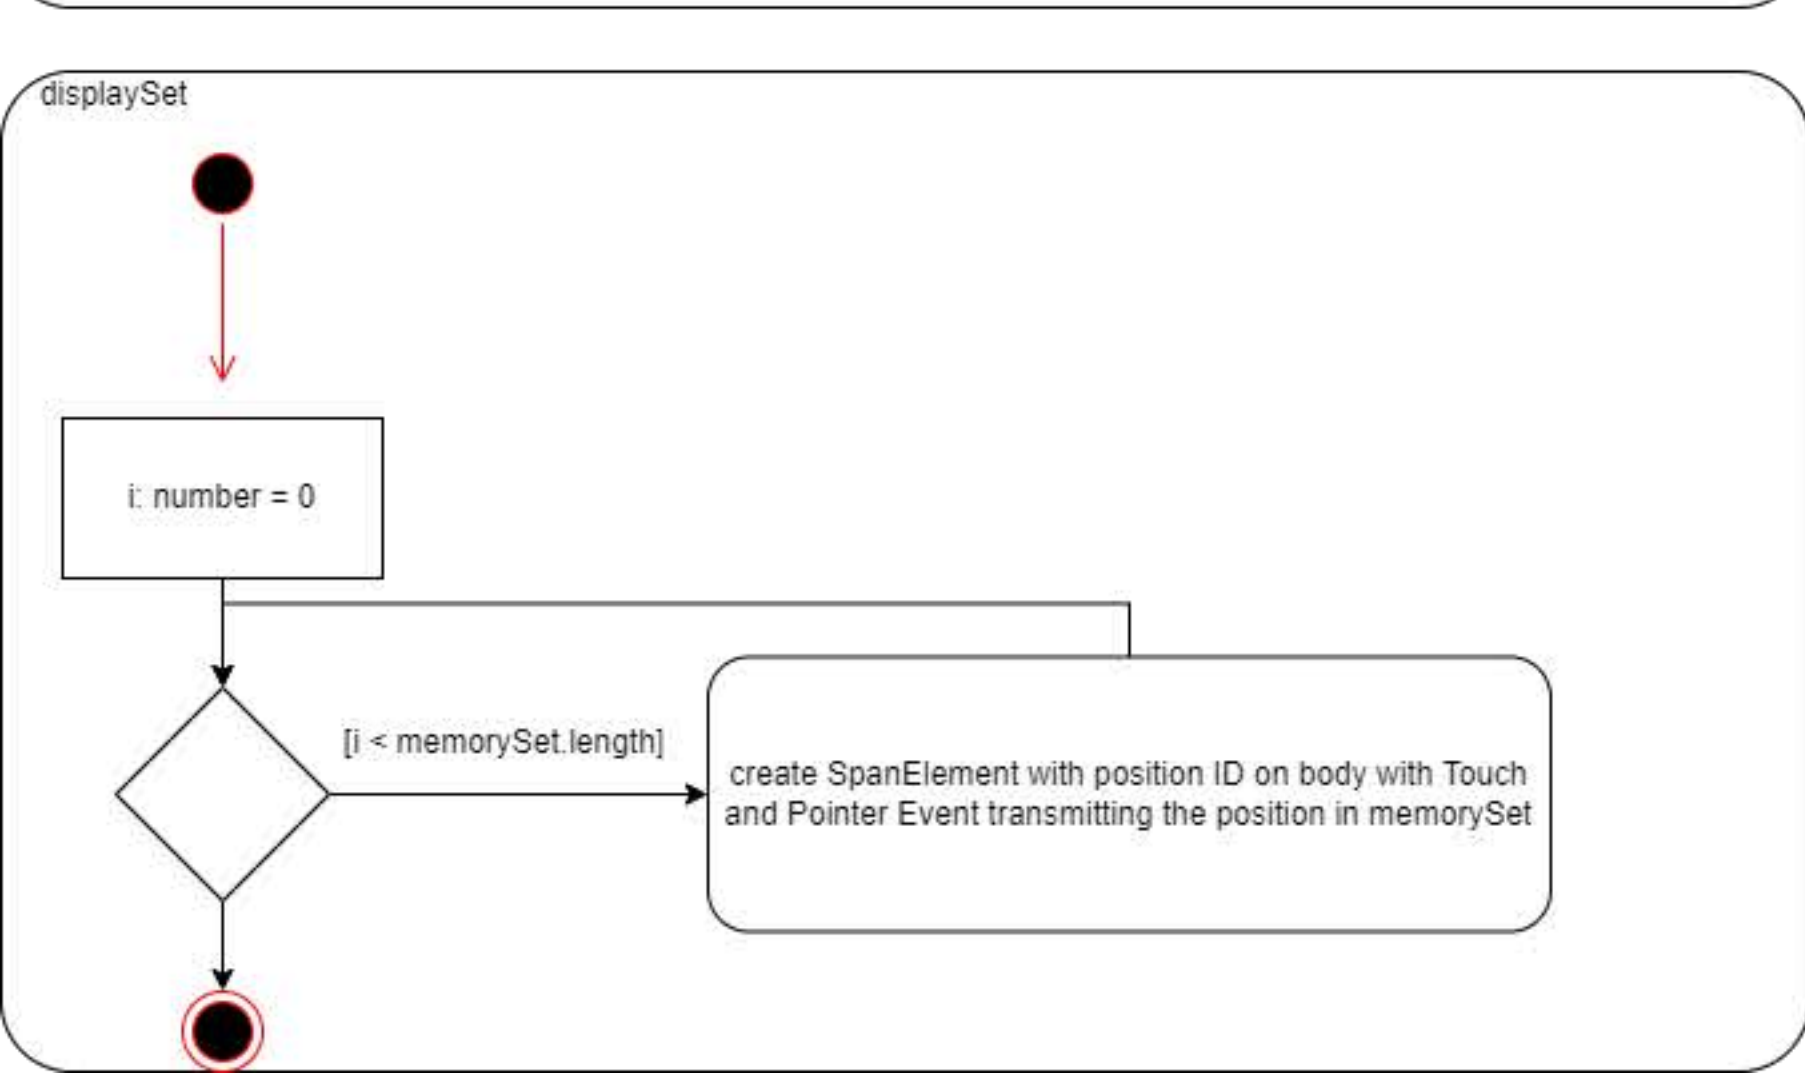 displaySet
i: number = 0
[i < memorySet.length]
create SpanElement with position ID on body with Touch
and Pointer Event transmitting the position in memorySet